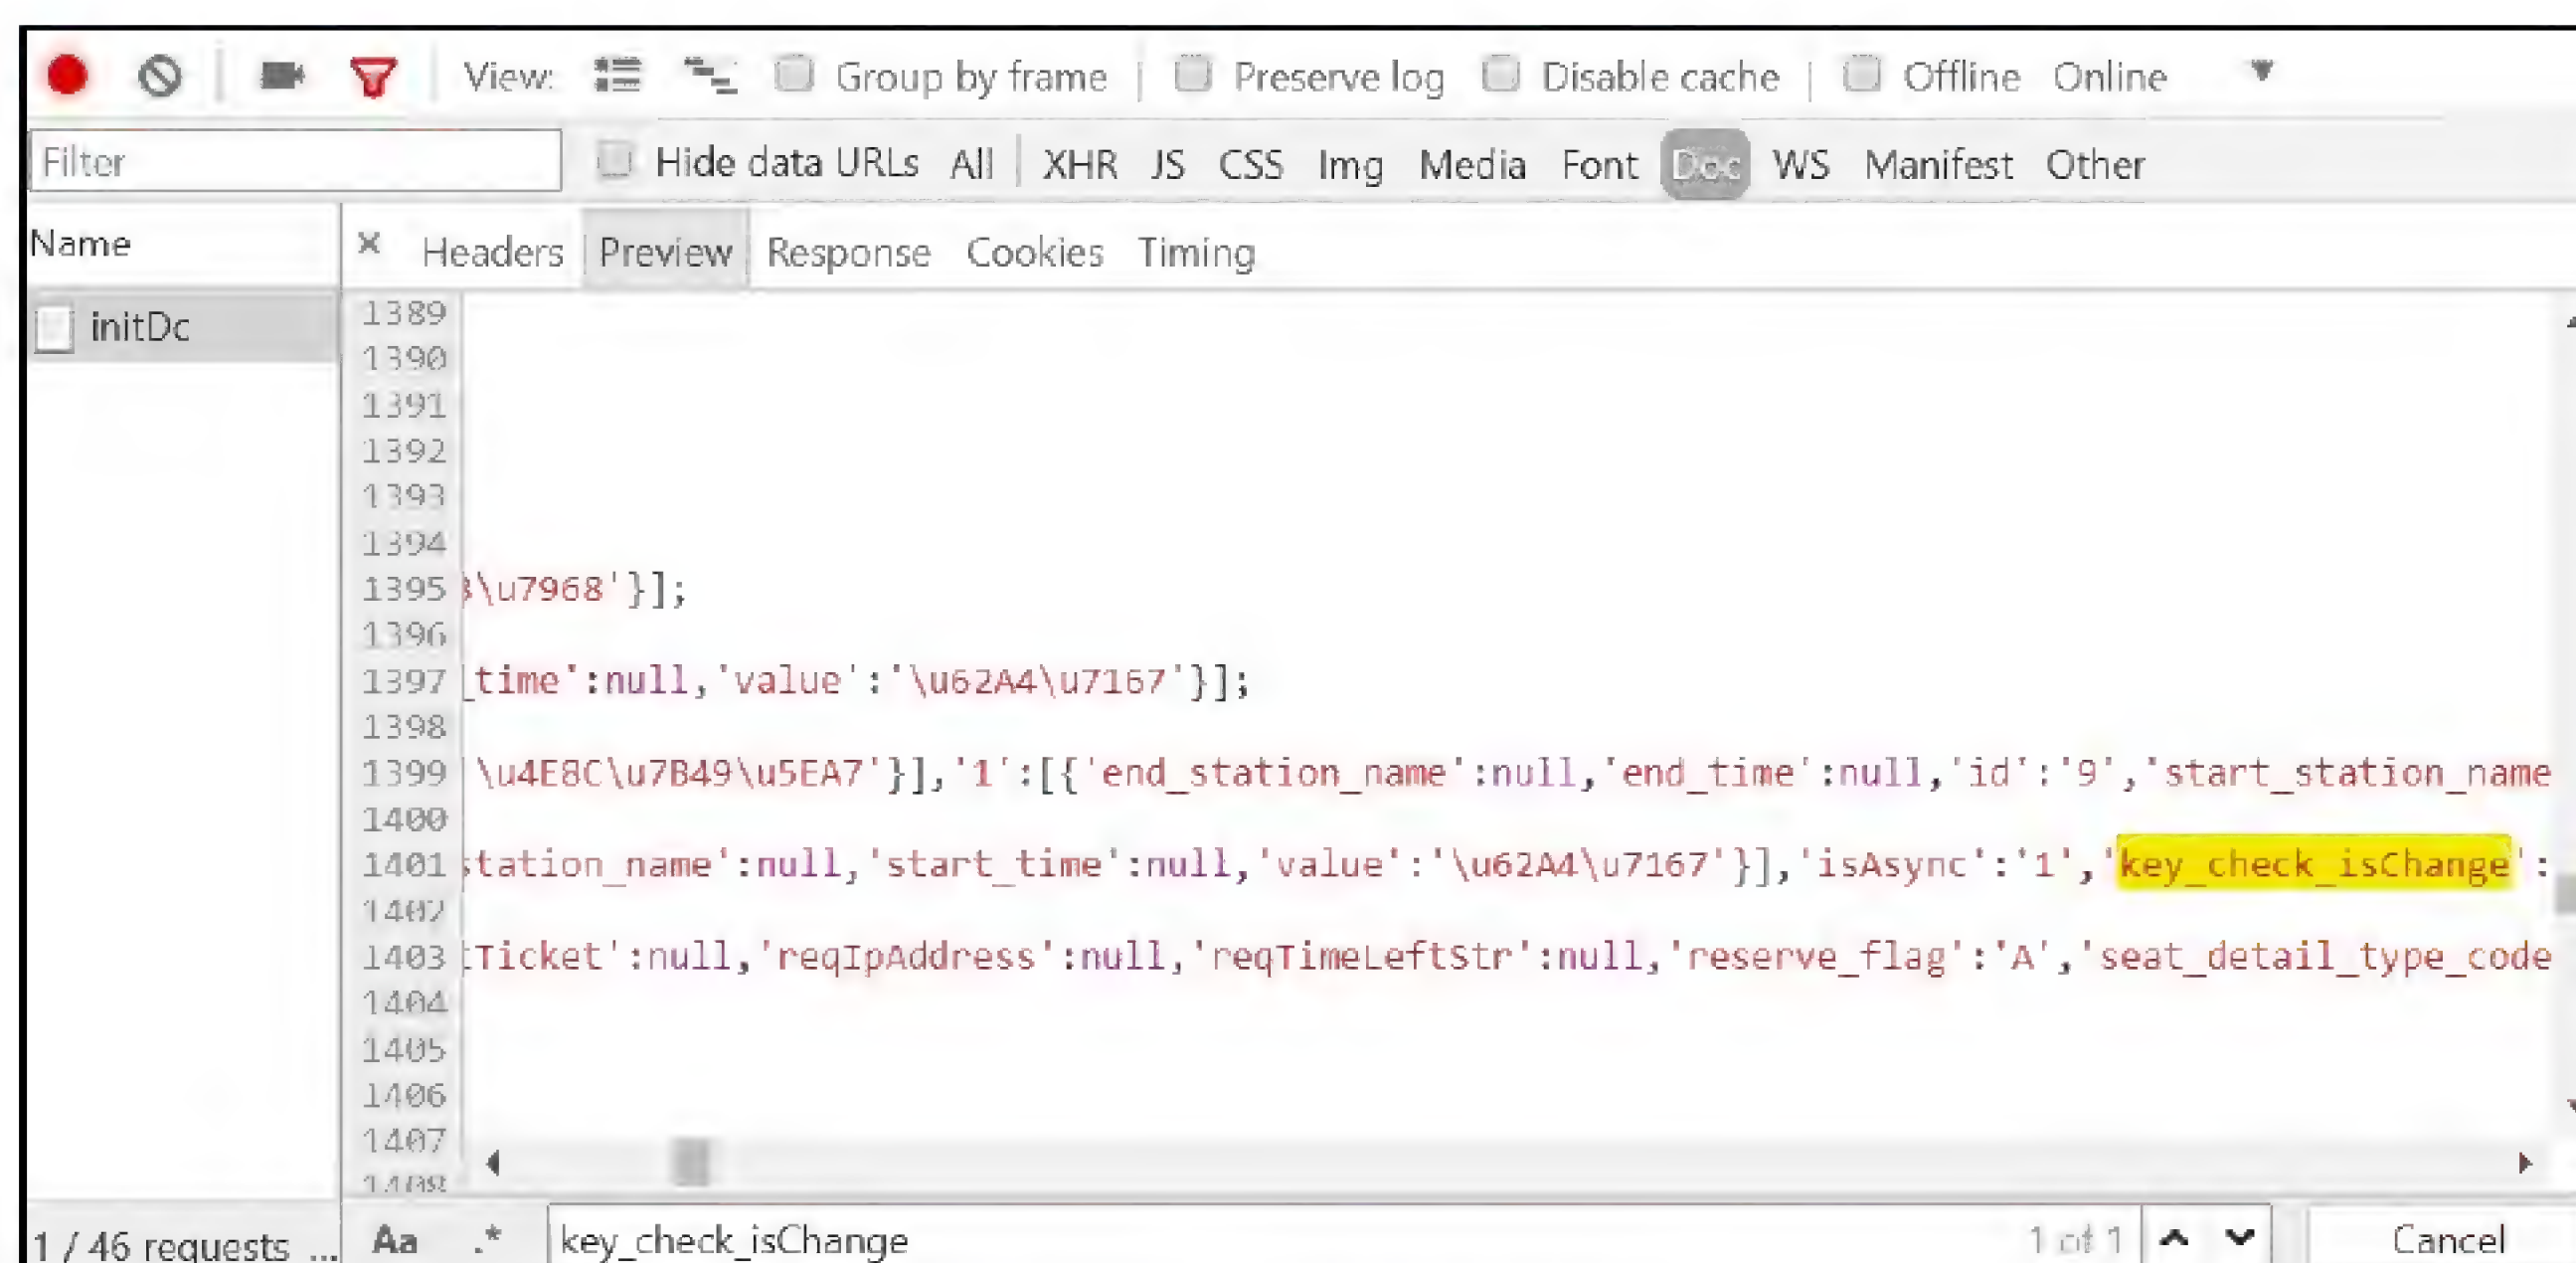 View: Group by frame Preserve log Disable cache Offline Online
Filter Hide data URLs All XHR JS CSS Img Media Font Doc WS Manifest Other
Name × Headers Preview Response Cookies Timing
initDc
1389
1390
1391
1392
1393
1394
1395 \u7968'}];
1396
1397 _time':null,'value':'\u62A4\u7167'}];
1398
1399 \u4E8C\u7B49\u5EA7'}],'1':[{'end_station_name':null,'end_time':null,'id':'9','start_station_name
1400
1401 tation_name':null,'start_time':null,'value':'\u62A4\u7167'}],'isAsync':'1','key_check_isChange':
1402
1403 tTicket':null,'reqIpAddress':null,'reqTimeLeftStr':null,'reserve_flag':'A','seat_detail_type_code
1404
1405
1406
1407
1408
1 / 46 requests ... Aa .* key_check_isChange 1 of 1 Cancel